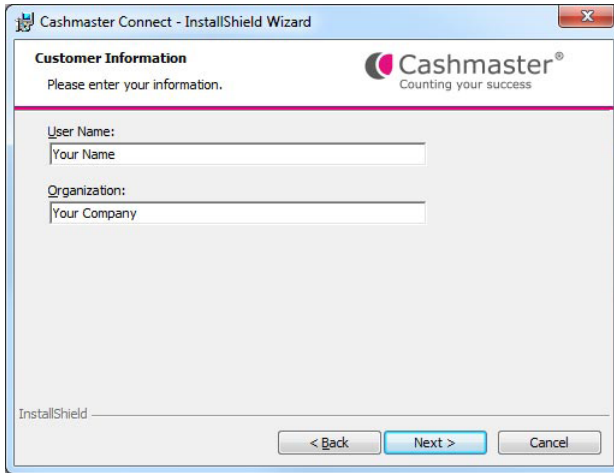 Cashmaster Connect - InstallShield Wizard
Customer Information
Please enter your information.
Cashmaster®
Counting your success
User Name:
Your Name
Organization:
Your Company
InstallShield
< Back
Next >
Cancel